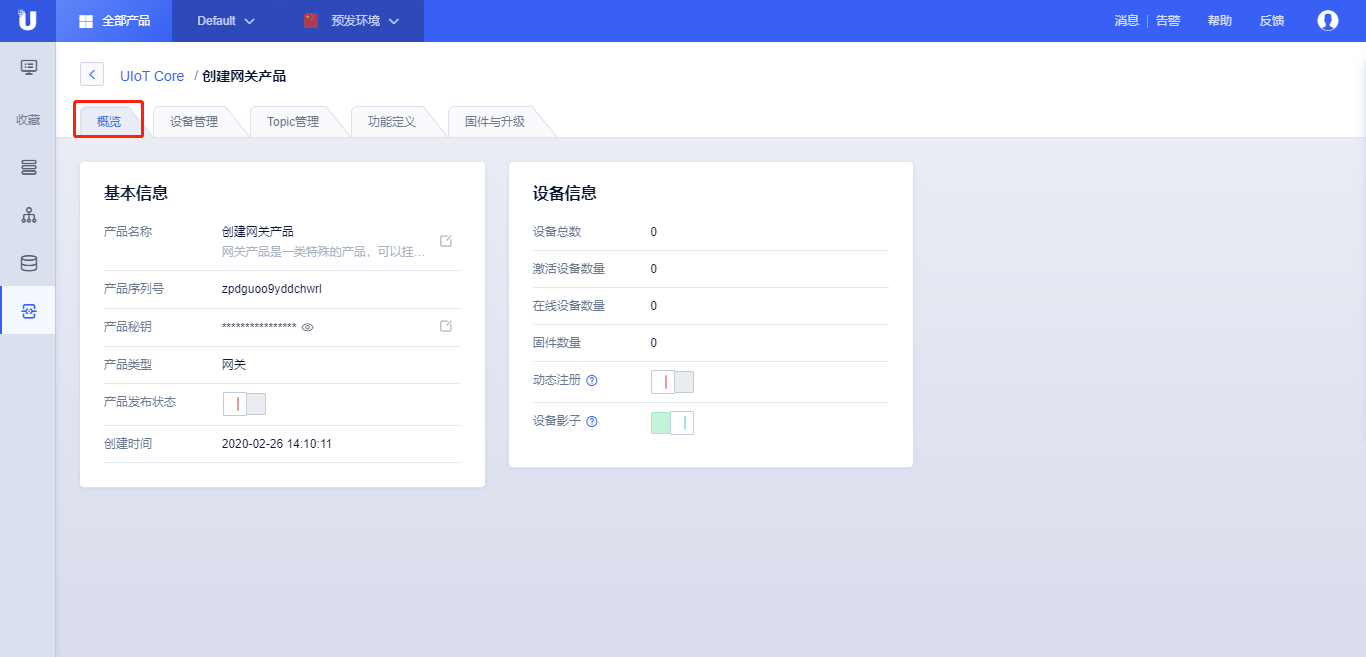 全部产品
Default
预发环境
消息
告警
帮助
反馈
收藏
UIoT Core / 创建网关产品
概览
设备管理
Topic管理
功能定义
固件与升级
基本信息
产品名称
创建网关产品
网关产品是一类特殊的产品，可以挂...
产品序列号
zpdguoo9yddchwrl
产品秘钥
****************
产品类型
网关
产品发布状态
创建时间
2020-02-26 14:10:11
设备信息
设备总数
0
激活设备数量
0
在线设备数量
0
固件数量
0
动态注册
设备影子